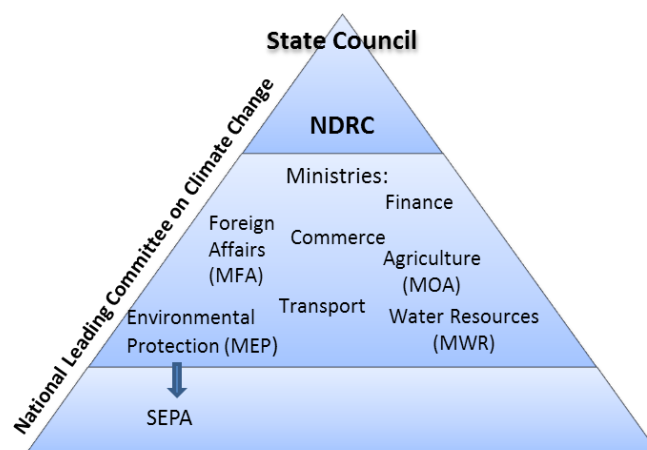 State Council
National Leading Committee on Climate Change
NDRC
Ministries:
Finance
Foreign
Affairs
(MFA)
Commerce
Agriculture
(MOA)
Transport
Environmental
Protection (MEP)
Water Resources
(MWR)
SEPA